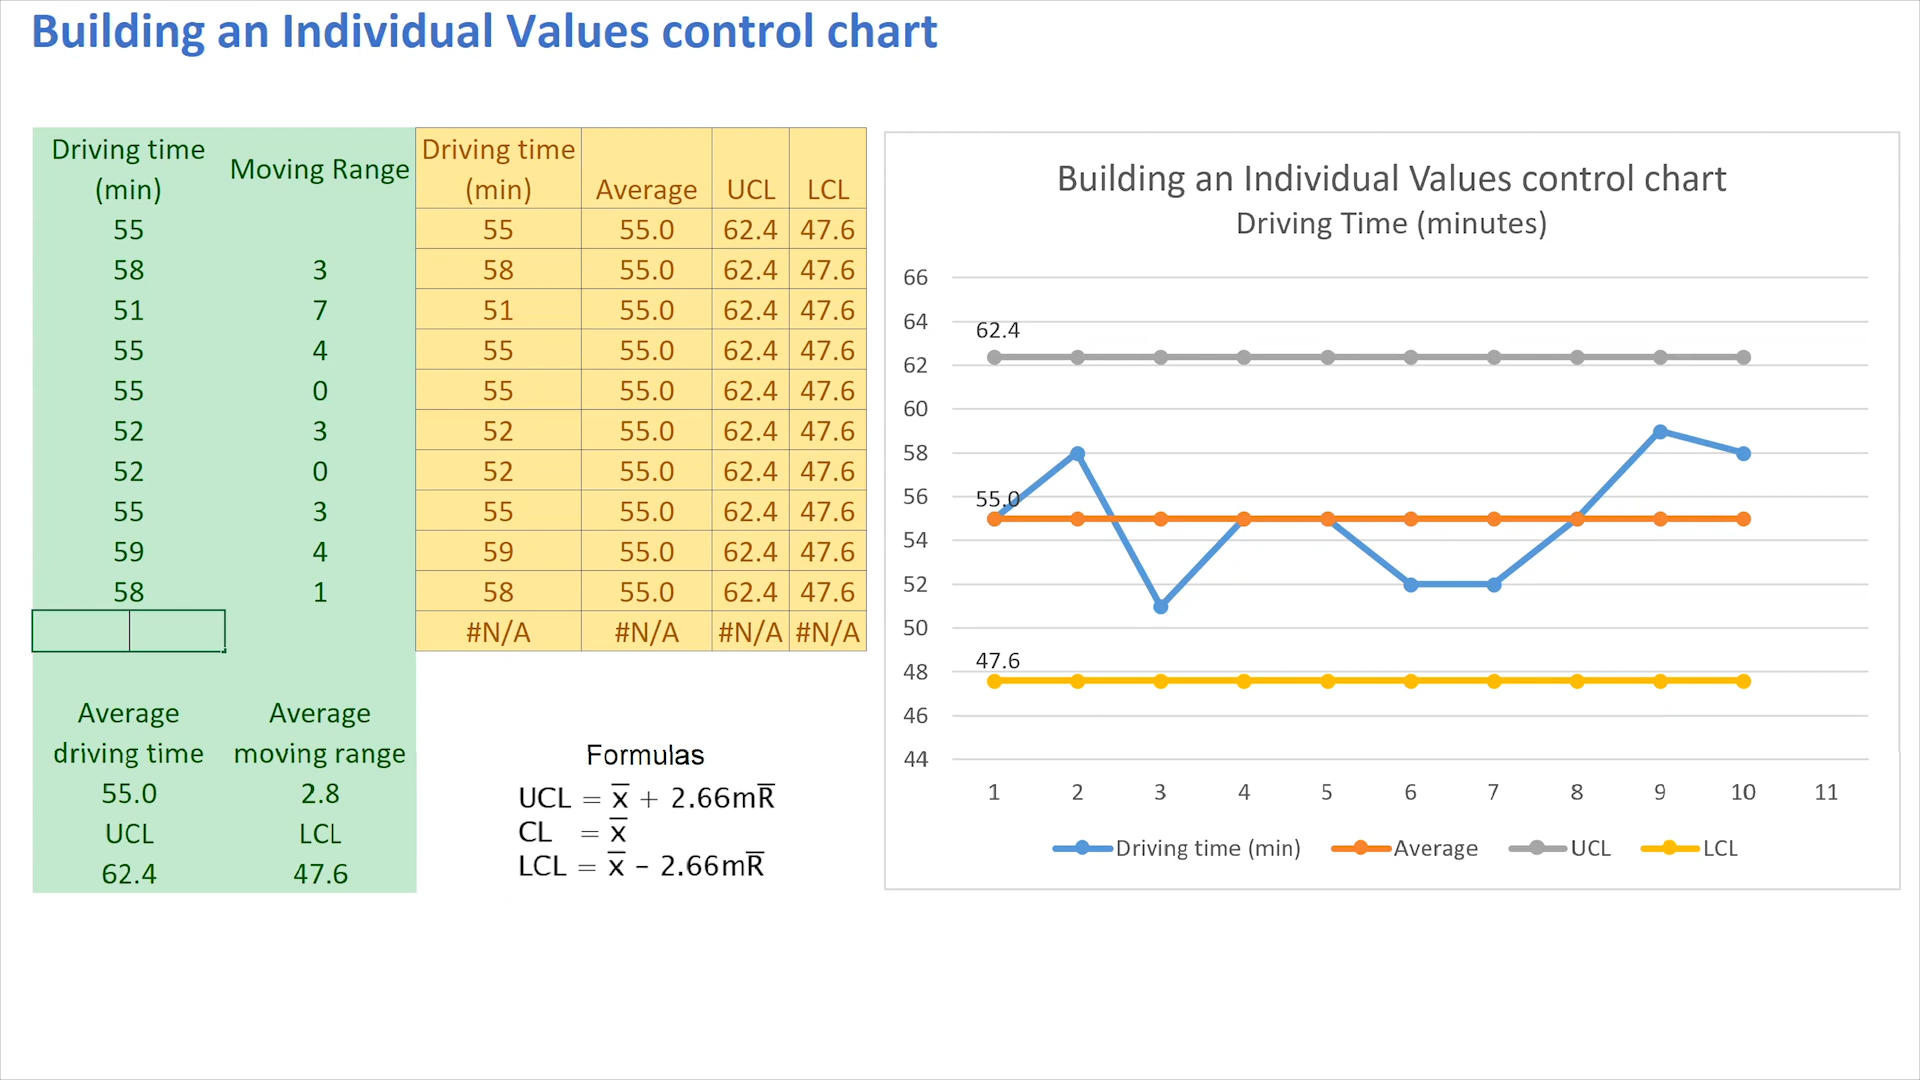 Building an Individual Values control chart
Driving time (min) Moving Range Driving time (min) Average UCL LCL
55 55 55.0 62.4 47.6
58 3 58 55.0 62.4 47.6
51 7 51 55.0 62.4 47.6
55 4 55 55.0 62.4 47.6
55 0 55 55.0 62.4 47.6
52 3 52 55.0 62.4 47.6
52 0 52 55.0 62.4 47.6
55 3 55 55.0 62.4 47.6
59 4 59 55.0 62.4 47.6
58 1 58 55.0 62.4 47.6
#N/A #N/A #N/A #N/A
Average driving time Average moving range
55.0 2.8
UCL LCL
62.4 47.6
Formulas
UCL = x̅ + 2.66mR̅
CL = x̅
LCL = x̅ – 2.66mR̅
Building an Individual Values control chart
Driving Time (minutes)
66
64
62.4
62
60
58
56
55.0
54
52
50
47.6
48
46
44
1 2 3 4 5 6 7 8 9 10 11
Driving time (min) Average UCL LCL